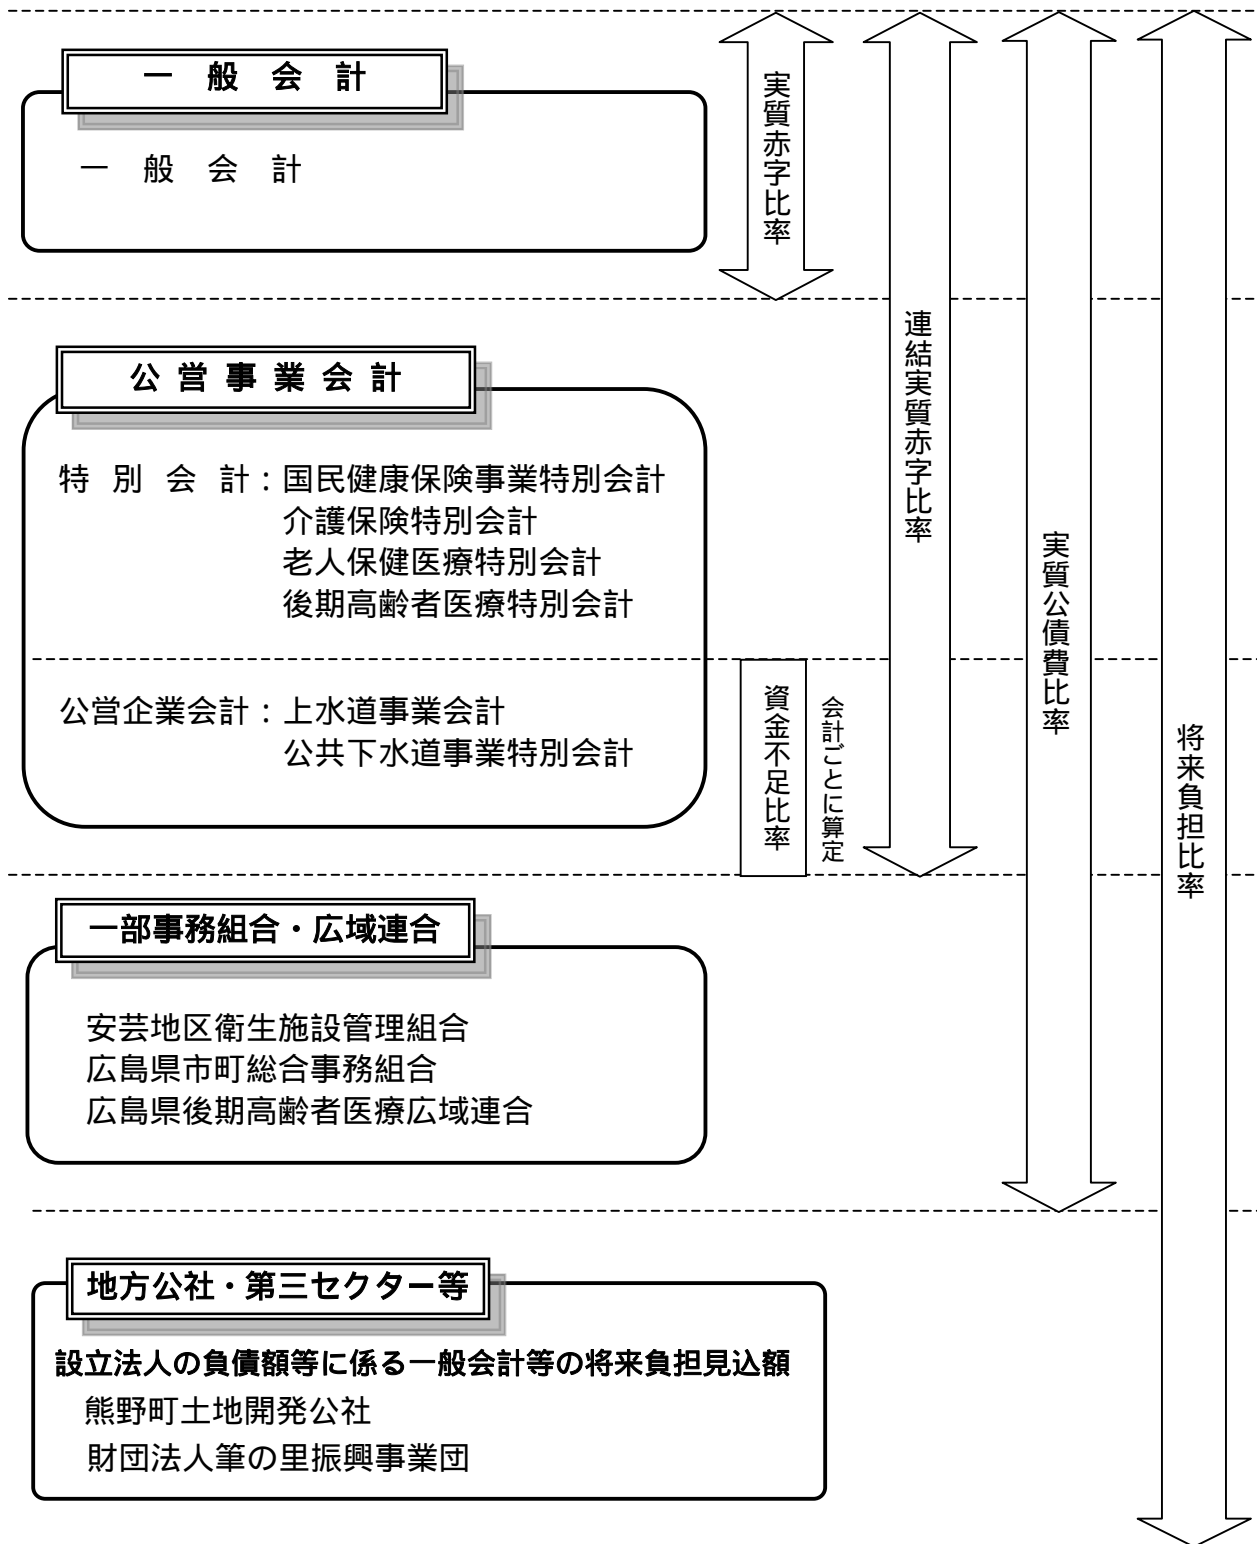 一般会計
一般会計
実質赤字比率
連結実質赤字比率
実質公債費比率
将来負担比率
公営事業会計
特別会計：国民健康保険事業特別会計
介護保険特別会計
老人保健医療特別会計
後期高齢者医療特別会計
公営企業会計：上水道事業会計
公共下水道事業特別会計
資金不足比率
会計ごとに算定
一部事務組合・広域連合
安芸地区衛生施設管理組合
広島県市町総合事務組合
広島県後期高齢者医療広域連合
地方公社・第三セクター等
設立法人の負債額等に係る一般会計等の将来負担見込額
熊野町土地開発公社
財団法人筆の里振興事業団